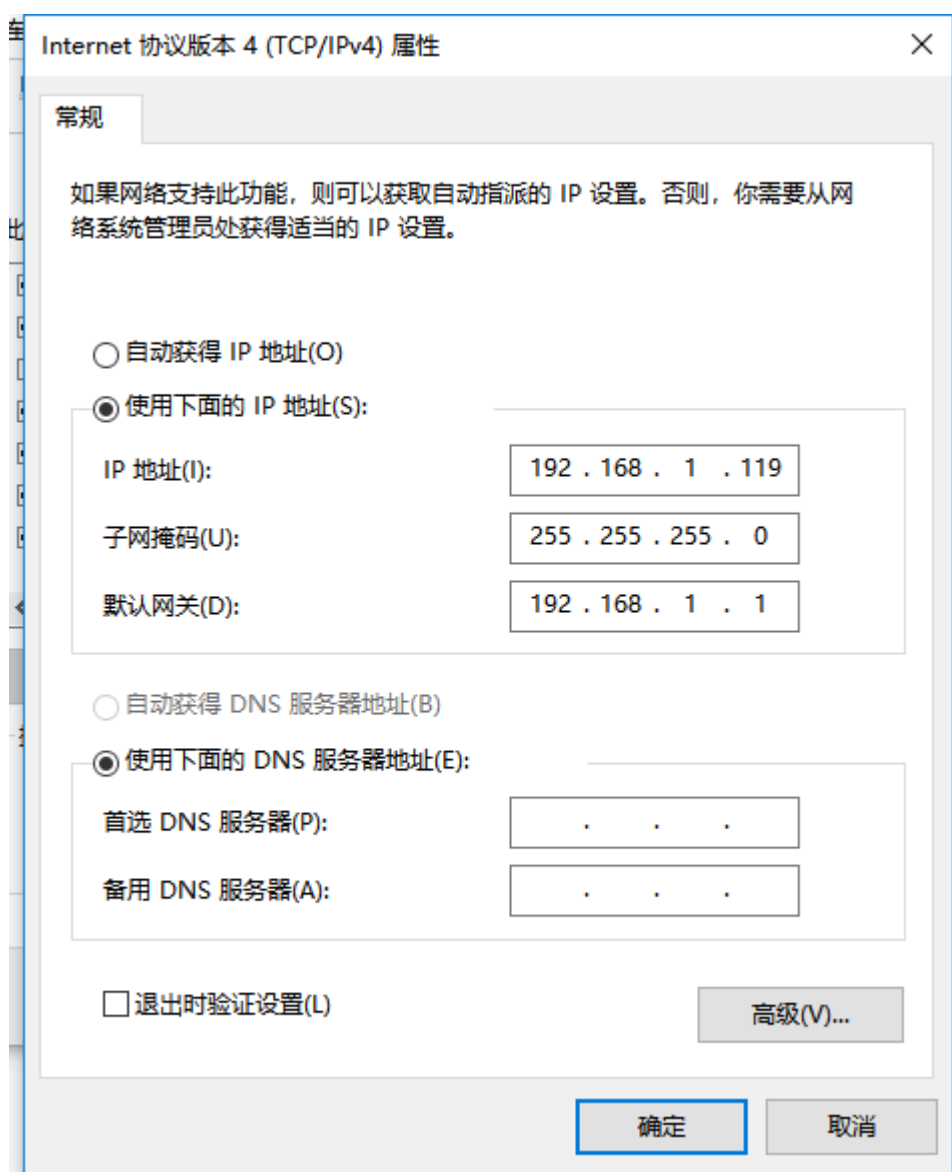 Internet 协议版本 4 (TCP/IPv4) 属性
常规
如果网络支持此功能，则可以获取自动指派的 IP 设置。否则，你需要从网
络系统管理员处获得适当的 IP 设置。
自动获得 IP 地址(O)
使用下面的 IP 地址(S):
IP 地址(I): 192 . 168 . 1 . 119
子网掩码(U): 255 . 255 . 255 . 0
默认网关(D): 192 . 168 . 1 . 1
自动获得 DNS 服务器地址(B)
使用下面的 DNS 服务器地址(E):
首选 DNS 服务器(P): . . .
备用 DNS 服务器(A): . . .
退出时验证设置(L)
高级(V)...
确定 取消